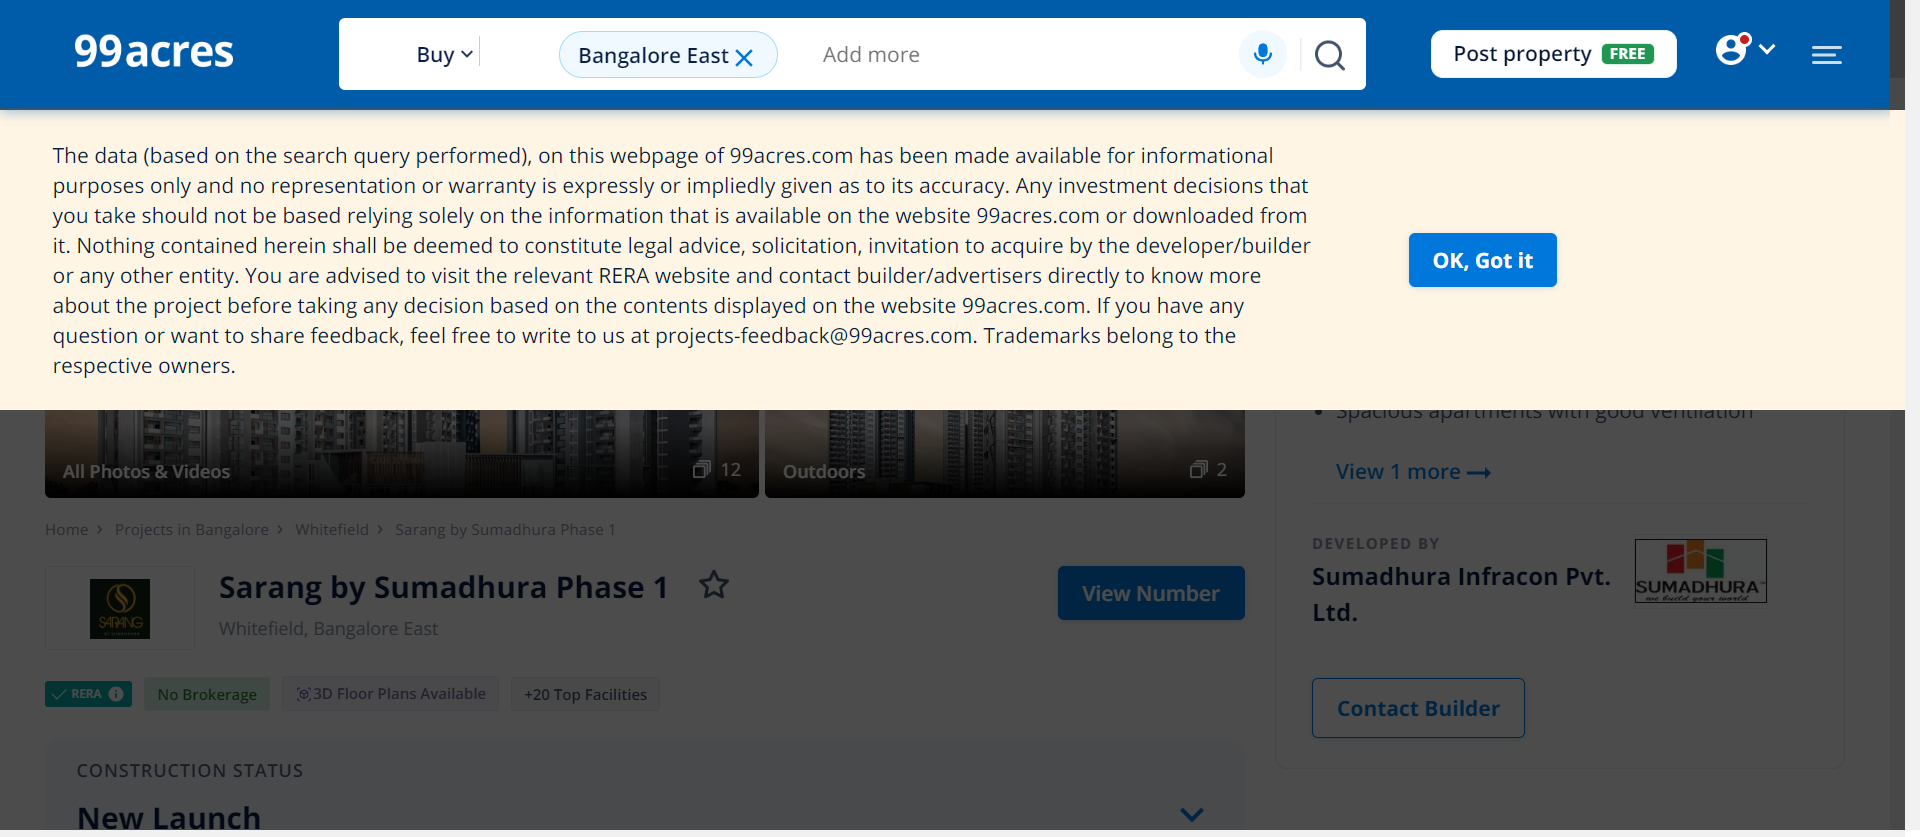 99acres
Buy
Bangalore East
Add more
Post property FREE
The data (based on the search query performed), on this webpage of 99acres.com has been made available for informational
purposes only and no representation or warranty is expressly or impliedly given as to its accuracy. Any investment decisions that
you take should not be based relying solely on the information that is available on the website 99acres.com or downloaded from
it. Nothing contained herein shall be deemed to constitute legal advice, solicitation, invitation to acquire by the developer/builder
or any other entity. You are advised to visit the relevant RERA website and contact builder/advertisers directly to know more
about the project before taking any decision based on the contents displayed on the website 99acres.com. If you have any
question or want to share feedback, feel free to write to us at projects-feedback@99acres.com. Trademarks belong to the
respective owners.
OK, Got it
All Photos & Videos
12
Outdoors
2
Spacious apartments with good ventilation
View 1 more
Home > Projects in Bangalore > Whitefield > Sarang by Sumadhura Phase 1
SARANG
Sarang by Sumadhura Phase 1
Whitefield, Bangalore East
View Number
RERA
No Brokerage
3D Floor Plans Available
+20 Top Facilities
CONSTRUCTION STATUS
New Launch
DEVELOPED BY
Sumadhura Infracon Pvt.
Ltd.
SUMADHURA
we build your world
Contact Builder